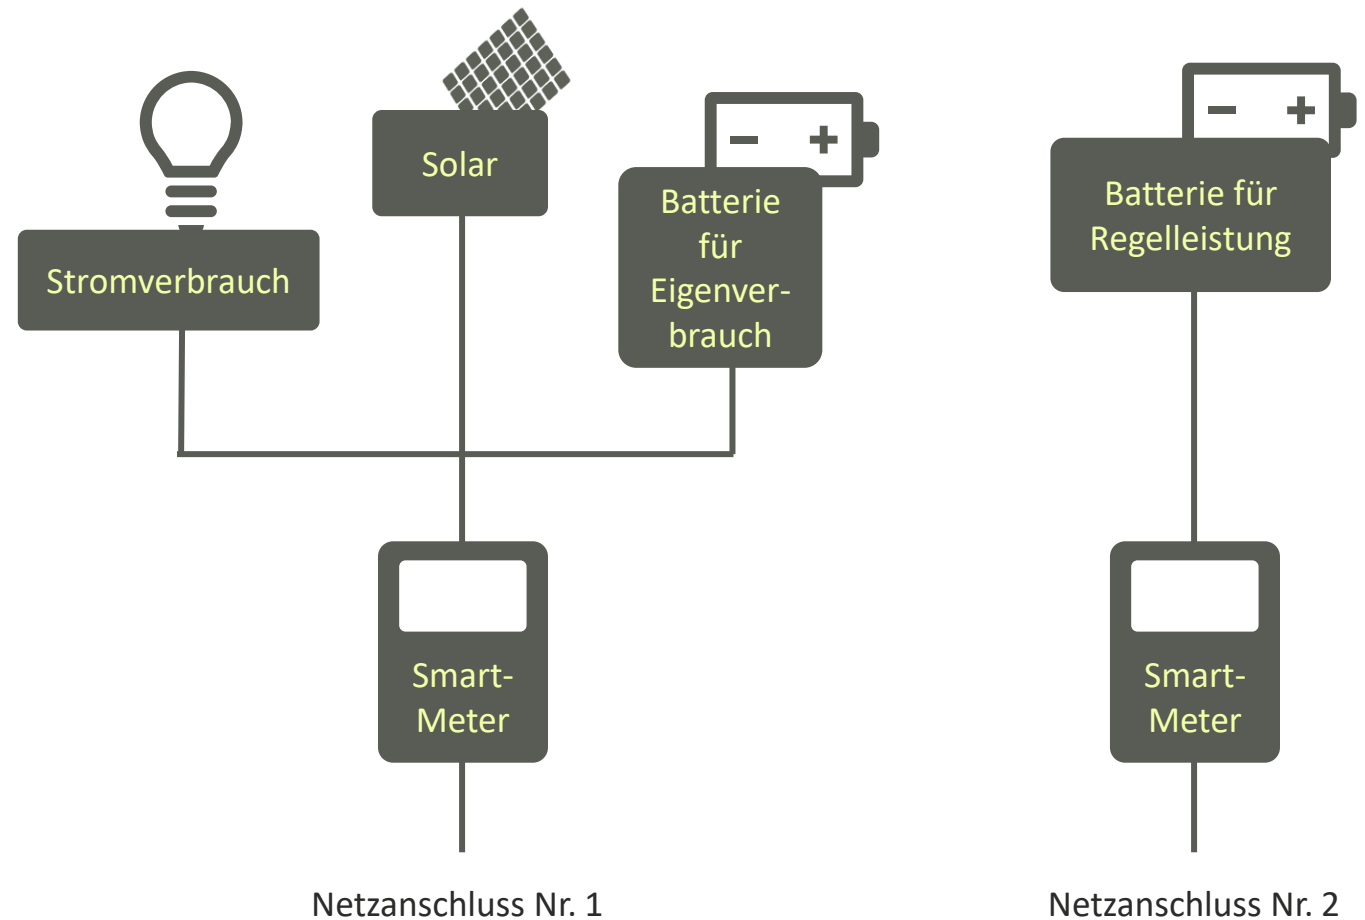 Solar
Batterie
für
Eigenver-
brauch
Stromverbrauch
Batterie für
Regelleistung
Smart-
Meter
Smart-
Meter
Netzanschluss Nr. 1
Netzanschluss Nr. 2